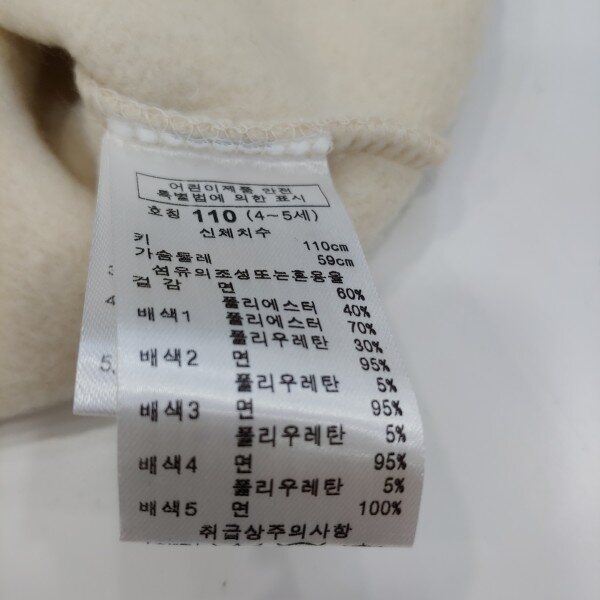 어린이제품 안전
특별법에 의한 표시
호칭 110 (4~5세)
신체치수
키 110cm
가슴둘레 59cm
섬유의조성또는혼용율
겉 감 면 60%
폴리에스터 40%
배색1 폴리에스터 70%
폴리우레탄 30%
배색2 면 95%
폴리우레탄 5%
배색3 면 95%
폴리우레탄 5%
배색4 면 95%
폴리우레탄 5%
배색5 면 100%
취급상주의사항
3
4
5.